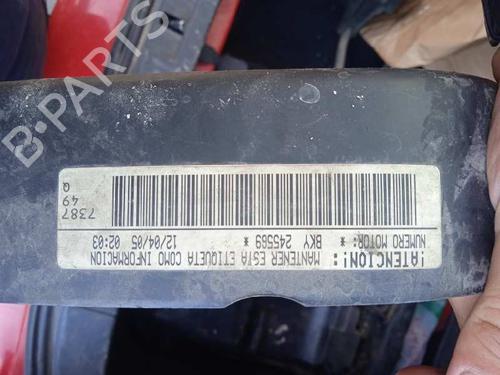 !ATENCION!:
MANTENER ESTA ETIQUETA COMO INFORMACION
NUMERO MOTOR: * BKY 245569 *
12/04/05 02:03
7387
49
Q
B-PARTS